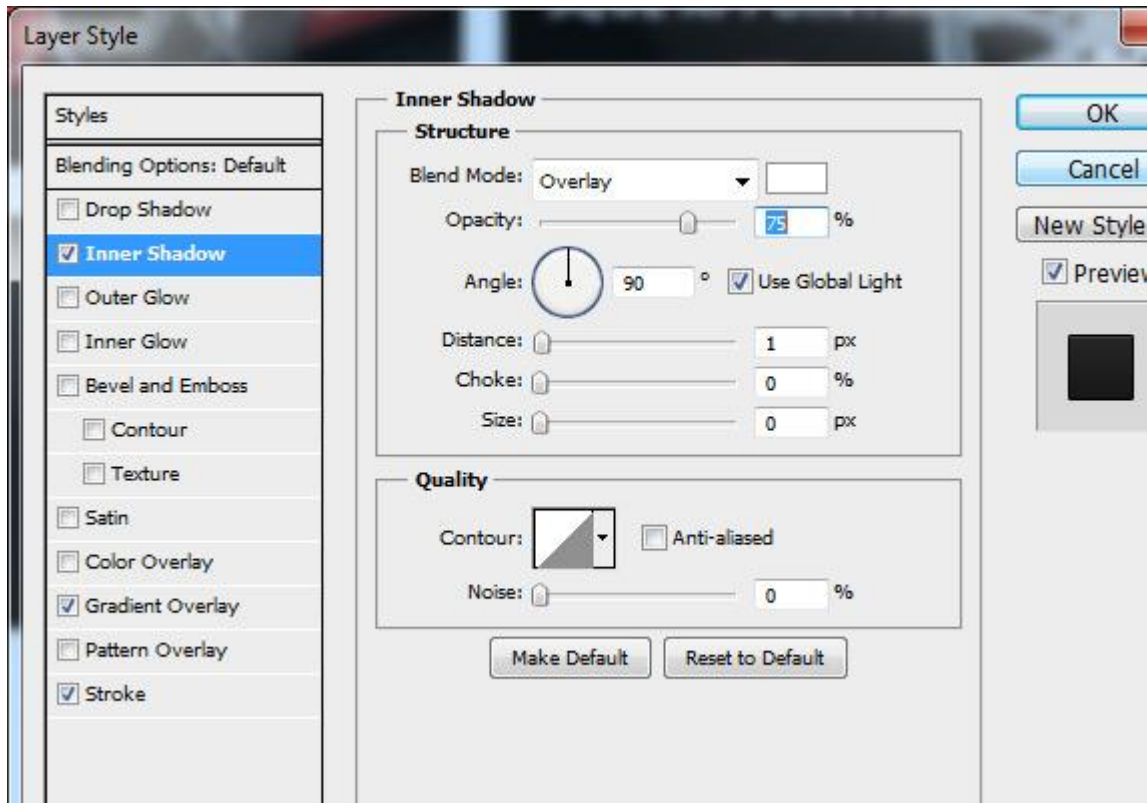 Layer Style
Styles
Blending Options: Default
Drop Shadow
Inner Shadow
Outer Glow
Inner Glow
Bevel and Emboss
Contour
Texture
Satin
Color Overlay
Gradient Overlay
Pattern Overlay
Stroke
Inner Shadow
Structure
Blend Mode: Overlay
Opacity: 75 %
Angle: 90 ° Use Global Light
Distance: 1 px
Choke: 0 %
Size: 0 px
Quality
Contour: Anti-aliased
Noise: 0 %
Make Default Reset to Default
OK
Cancel
New Style
Preview